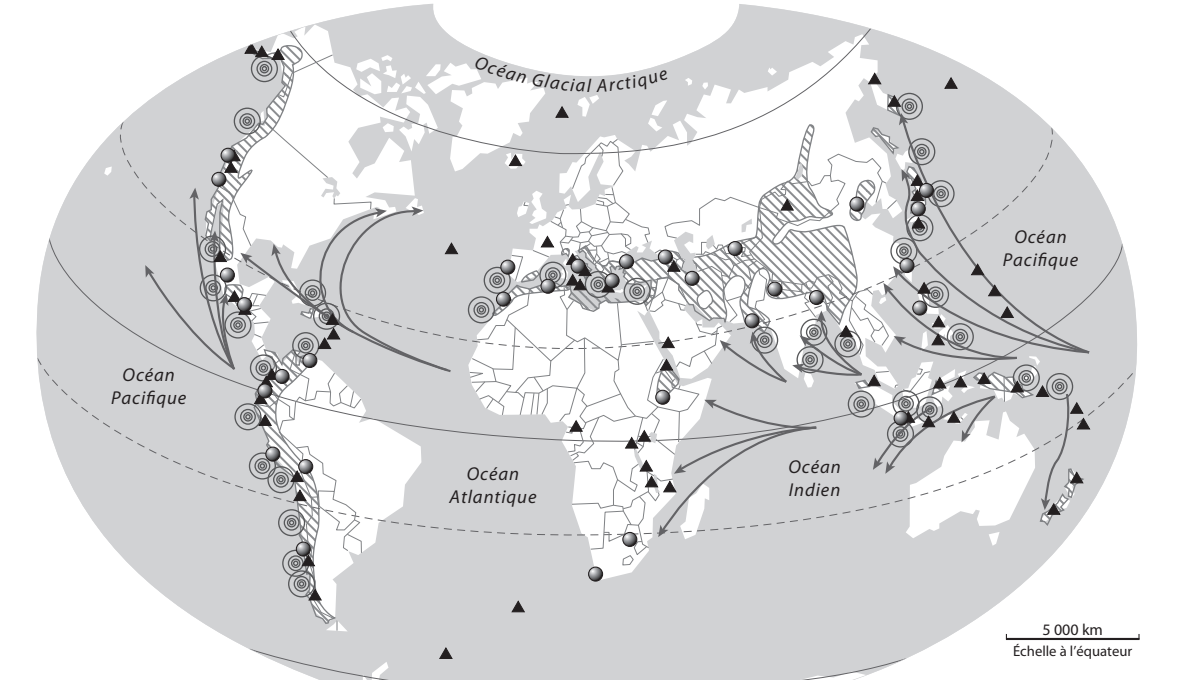 Océan Glacial Arctique
Océan
Pacifique
Océan
Pacifique
Océan
Atlantique
Océan
Indien
5 000 km
Échelle à l'équateur